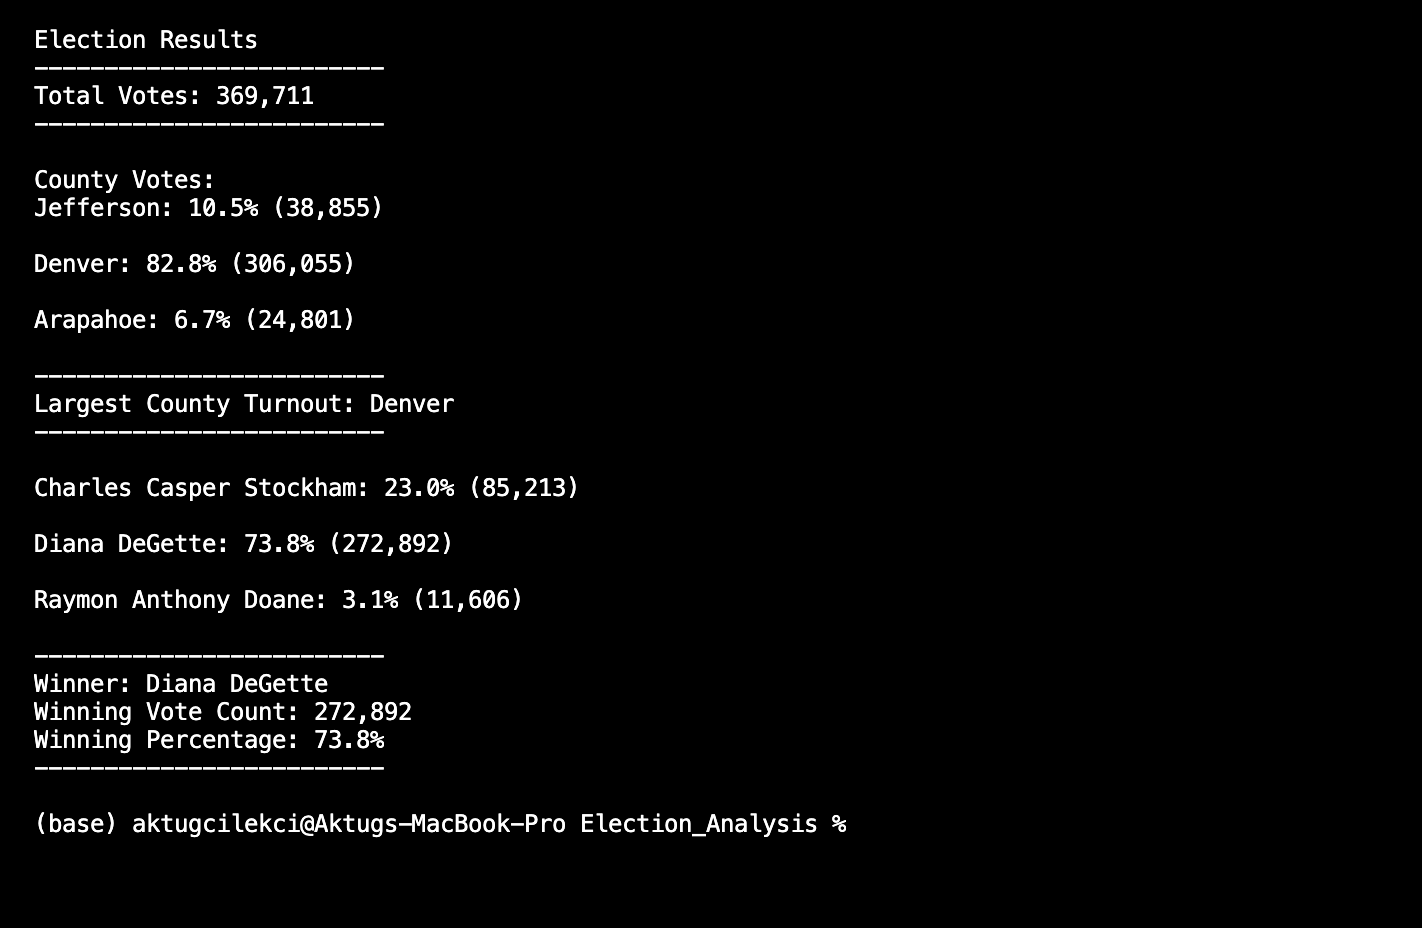 Election Results
-------------------------
Total Votes: 369,711
-------------------------
County Votes:
Jefferson: 10.5% (38,855)
Denver: 82.8% (306,055)
Arapahoe: 6.7% (24,801)
-------------------------
Largest County Turnout: Denver
-------------------------
Charles Casper Stockham: 23.0% (85,213)
Diana DeGette: 73.8% (272,892)
Raymon Anthony Doane: 3.1% (11,606)
-------------------------
Winner: Diana DeGette
Winning Vote Count: 272,892
Winning Percentage: 73.8%
-------------------------
(base) aktugcilekci@Aktugs-MacBook-Pro Election_Analysis %